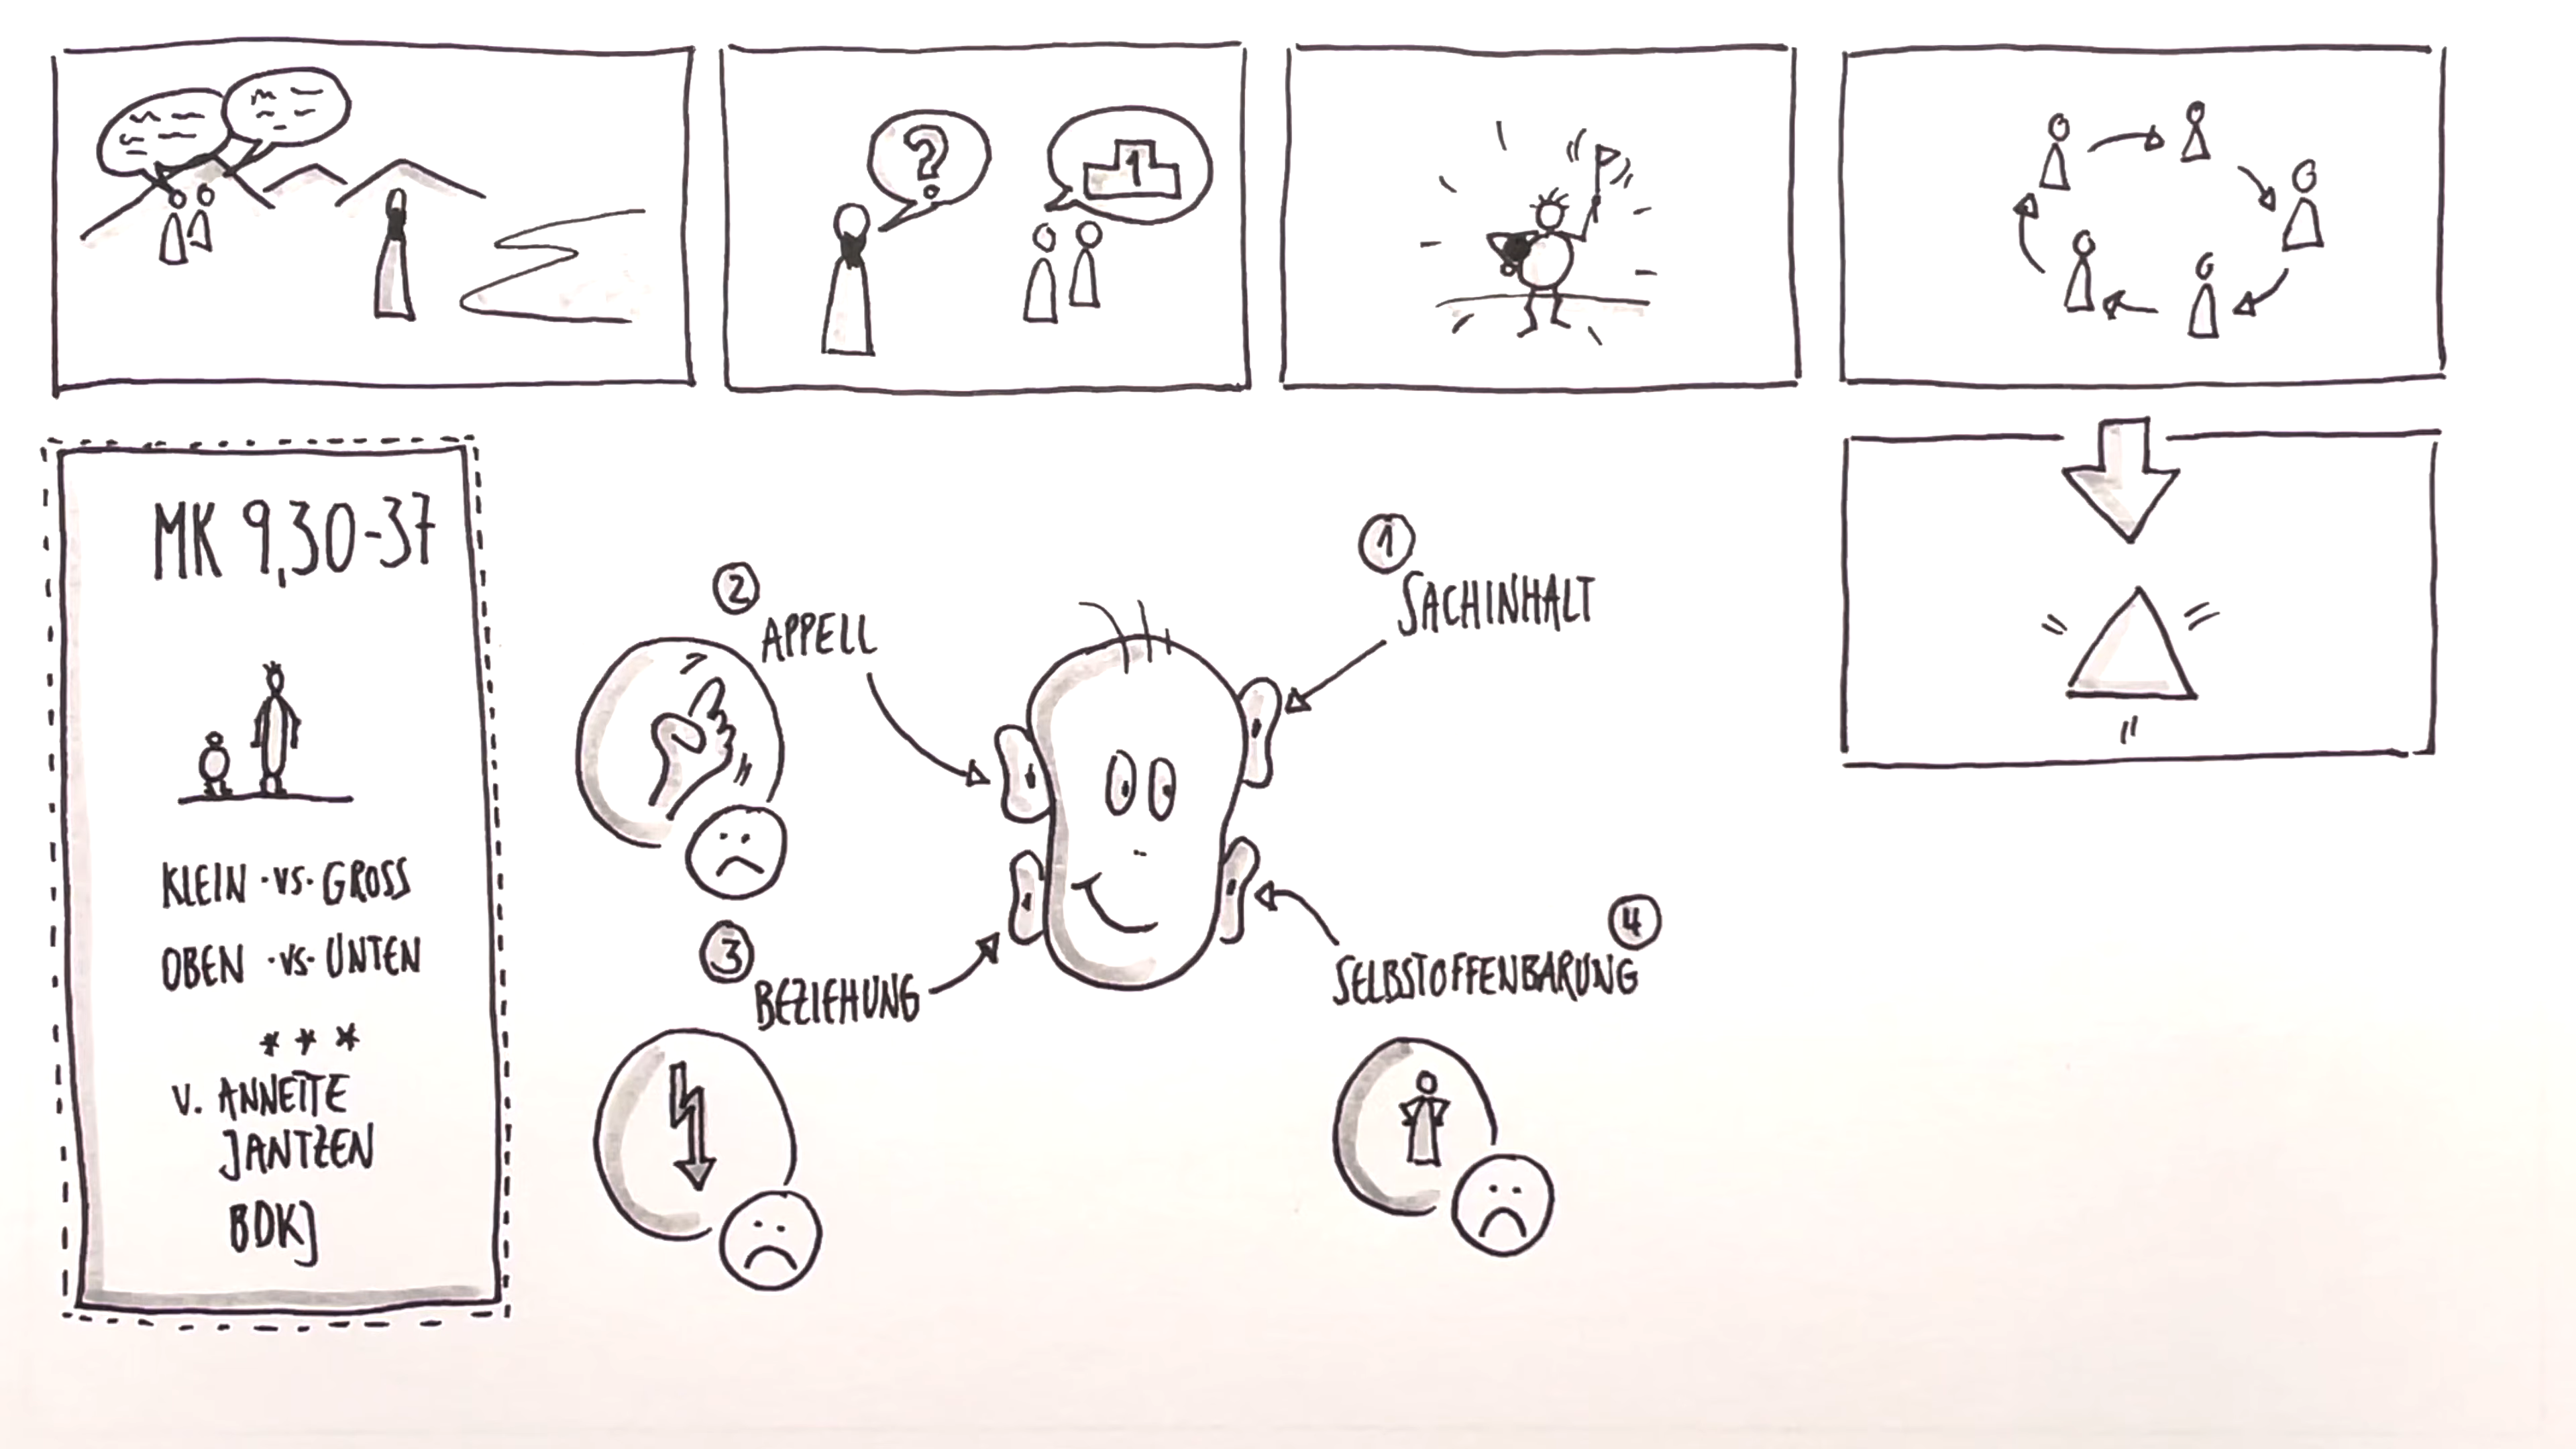 ?
1
MK 9,30-37
KLEIN ·VS· GROSS
OBEN ·VS· UNTEN
***
V. ANNETTE
JANTZEN
BDKJ
1
SACHINHALT
2
APPELL
3
BEZIEHUNG
4
SELBSTOFFENBARUNG